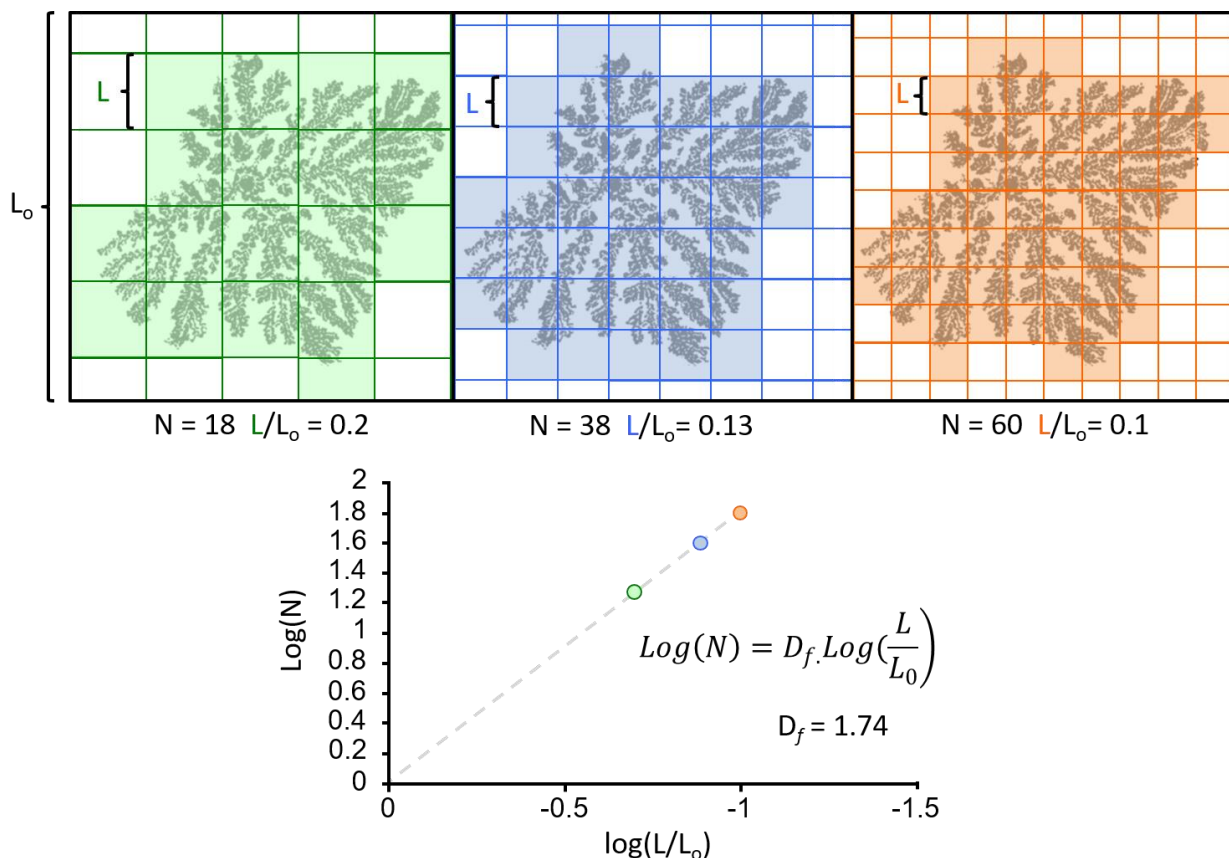 L
L
L
Lₒ
N = 18 L/Lₒ = 0.2
N = 38 L/Lₒ= 0.13
N = 60 L/Lₒ= 0.1
2
1.8
1.6
1.4
1.2
1
0.8
0.6
0.4
0.2
0
Log(N)
Log(N) = D_f.Log(L/L₀)
D_f = 1.74
0 -0.5 -1 -1.5
log(L/Lₒ)